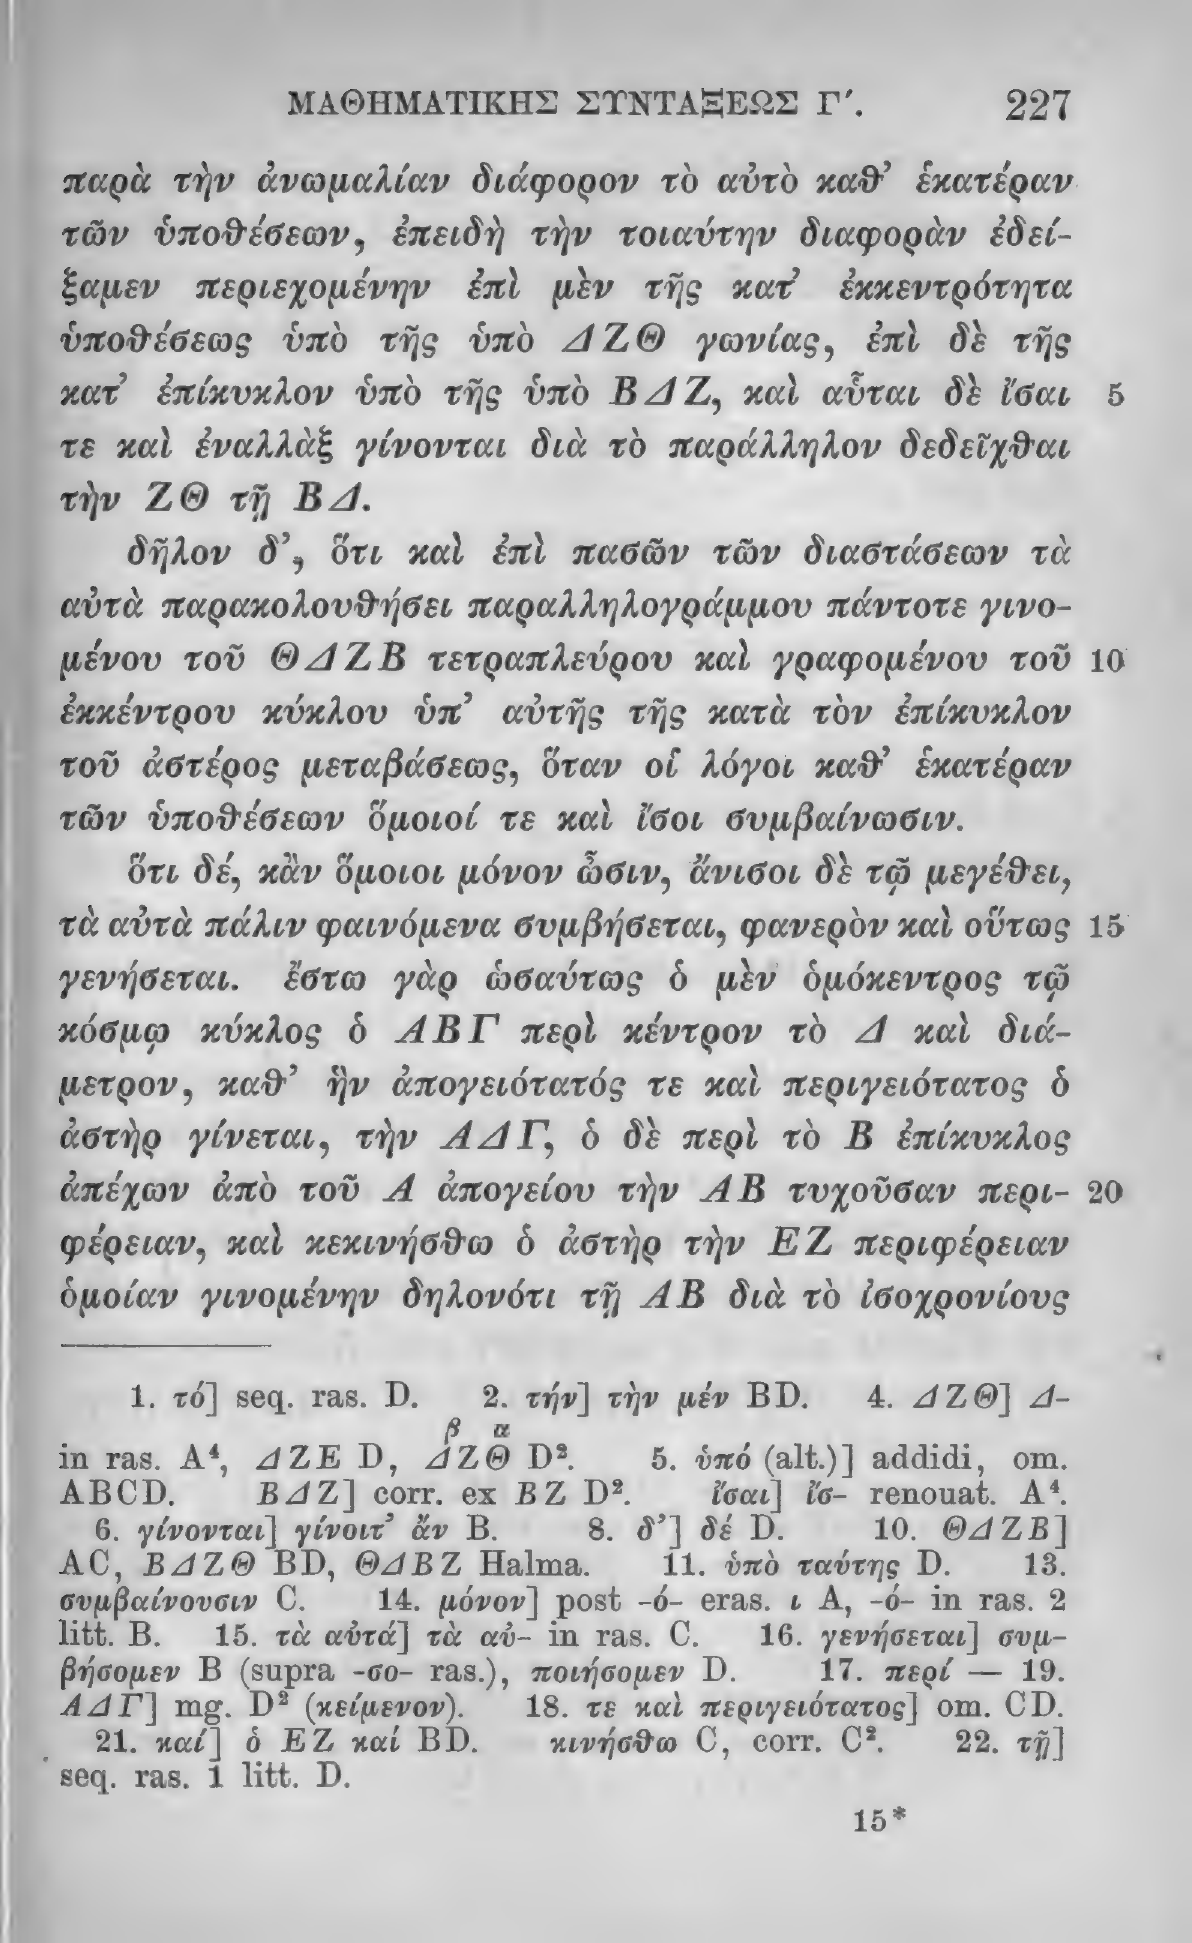 ΜΑΘΗΜΑΤΙΚΗΣ ΣΥΝΤΑΞΕΩΣ Γ′. 227
παρὰ τὴν ἀνωμαλίαν διάφορον τὸ αὐτὸ καθ’ ἑκατέραν
τῶν ὑποθέσεων, ἐπειδὴ τὴν τοιαύτην διαφορὰν ἐδεί-
ξαμεν περιεχομένην ἐπὶ μὲν τῆς κατ’ ἐκκεντρότητα
ὑποθέσεως ὑπὸ τῆς ὑπὸ ΔΖΘ γωνίας, ἐπὶ δὲ τῆς
κατ’ ἐπίκυκλον ὑπὸ τῆς ὑπὸ ΒΔΖ, καὶ αὗται δὲ ἴσαι 5
τε καὶ ἐναλλὰξ γίνονται διὰ τὸ παράλληλον δεδεῖχθαι
τὴν ΖΘ τῇ ΒΔ.
δῆλον δ’, ὅτι καὶ ἐπὶ πασῶν τῶν διαστάσεων τὰ
αὐτὰ παρακολουθήσει παραλληλογράμμου πάντοτε γινο-
μένου τοῦ ΘΔΖΒ τετραπλεύρου καὶ γραφομένου τοῦ 10
ἐκκέντρου κύκλου ὑπ’ αὐτῆς τῆς κατὰ τὸν ἐπίκυκλον
τοῦ ἀστέρος μεταβάσεως, ὅταν οἱ λόγοι καθ’ ἑκατέραν
τῶν ὑποθέσεων ὅμοιοί τε καὶ ἴσοι συμβαίνωσιν.
ὅτι δέ, κἂν ὅμοιοι μόνον ὦσιν, ἄνισοι δὲ τῷ μεγέθει,
τὰ αὐτὰ πάλιν φαινόμενα συμβήσεται, φανερὸν καὶ οὕτως 15
γενήσεται. ἔστω γὰρ ὡσαύτως ὁ μὲν ὁμόκεντρος τῷ
κόσμῳ κύκλος ὁ ΑΒΓ περὶ κέντρον τὸ Δ καὶ διά-
μετρον, καθ’ ἣν ἀπογειότατός τε καὶ περιγειότατος ὁ
ἀστὴρ γίνεται, τὴν ΑΔΓ, ὁ δὲ περὶ τὸ Β ἐπίκυκλος
ἀπέχων ἀπὸ τοῦ Α ἀπογείου τὴν ΑΒ τυχοῦσαν περι- 20
φέρειαν, καὶ κεκινήσθω ὁ ἀστὴρ τὴν ΕΖ περιφέρειαν
ὁμοίαν γινομένην δηλονότι τῇ ΑΒ διὰ τὸ ἰσοχρονίους
1. τό] seq. ras. D. 2. τήν] τὴν μέν BD. 4. ΔΖΘ] Δ-
β α
in ras. A⁴, ΔΖΕ D, ΔΖΘ D². 5. ὑπό (alt.)] addidi, om.
ABCD. ΒΔΖ] corr. ex ΒΖ D². ἴσαι] ἴσ- renouat. A⁴.
6. γίνονται] γίνοιτ’ ἄν B. 8. δ’] δέ D. 10. ΘΔΖΒ]
AC, ΒΔΖΘ BD, ΘΔΒΖ Halma. 11. ὑπὸ ταύτης D. 13.
συμβαίνουσιν C. 14. μόνον] post -ό- eras. ι A, -ό- in ras. 2
litt. B. 15. τὰ αὐτά] τὰ αὐ- in ras. C. 16. γενήσεται] συμ-
βήσομεν B (supra -σο- ras.), ποιήσομεν D. 17. περί — 19.
ΑΔΓ] mg. D² (κείμενον). 18. τε καὶ περιγειότατος] om. CD.
21. καί] ὁ ΕΖ καί BD. κινήσθω C, corr. C². 22. τῇ]
seq. ras. 1 litt. D.
15*